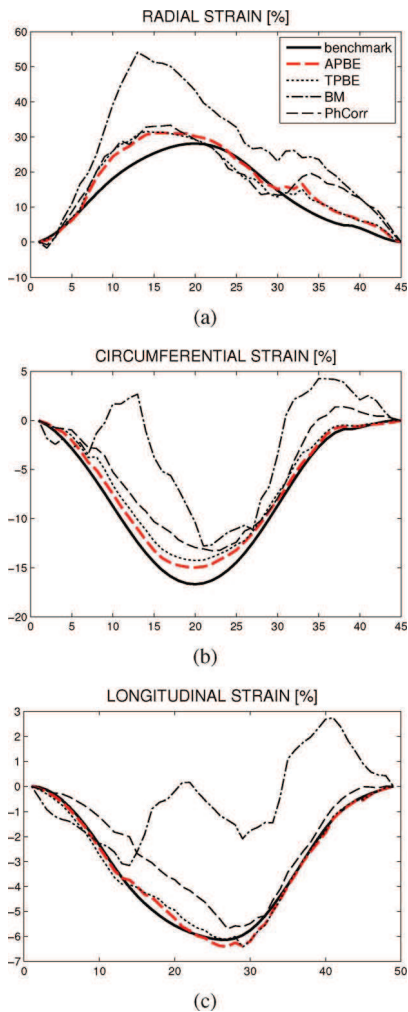 RADIAL STRAIN [%]
60
50
40
30
20
10
0
−10
benchmark
APBE
TPBE
BM
PhCorr
0 5 10 15 20 25 30 35 40 45
(a)
CIRCUMFERENTIAL STRAIN [%]
5
0
−5
−10
−15
−20
0 5 10 15 20 25 30 35 40 45
(b)
LONGITUDINAL STRAIN [%]
3
2
1
0
−1
−2
−3
−4
−5
−6
−7
0 10 20 30 40 50
(c)